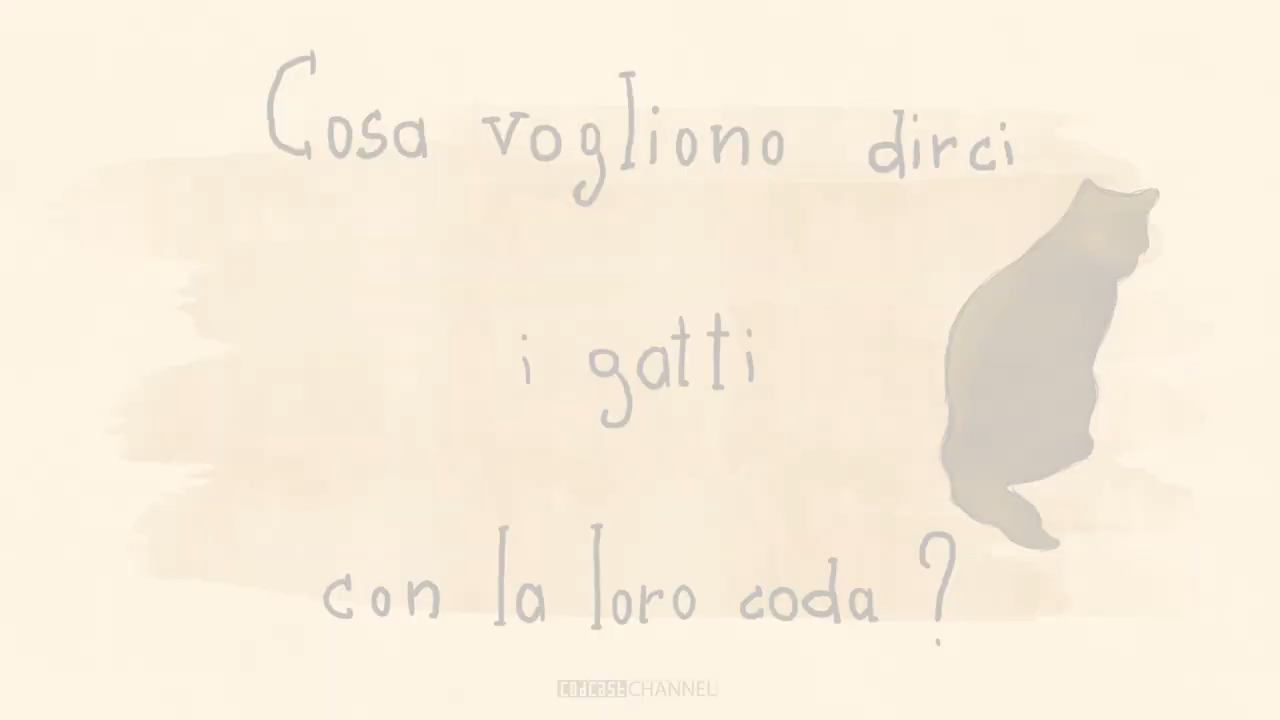 Cosa vogliono dirci
i gatti
con la loro coda ?
codcast CHANNEL